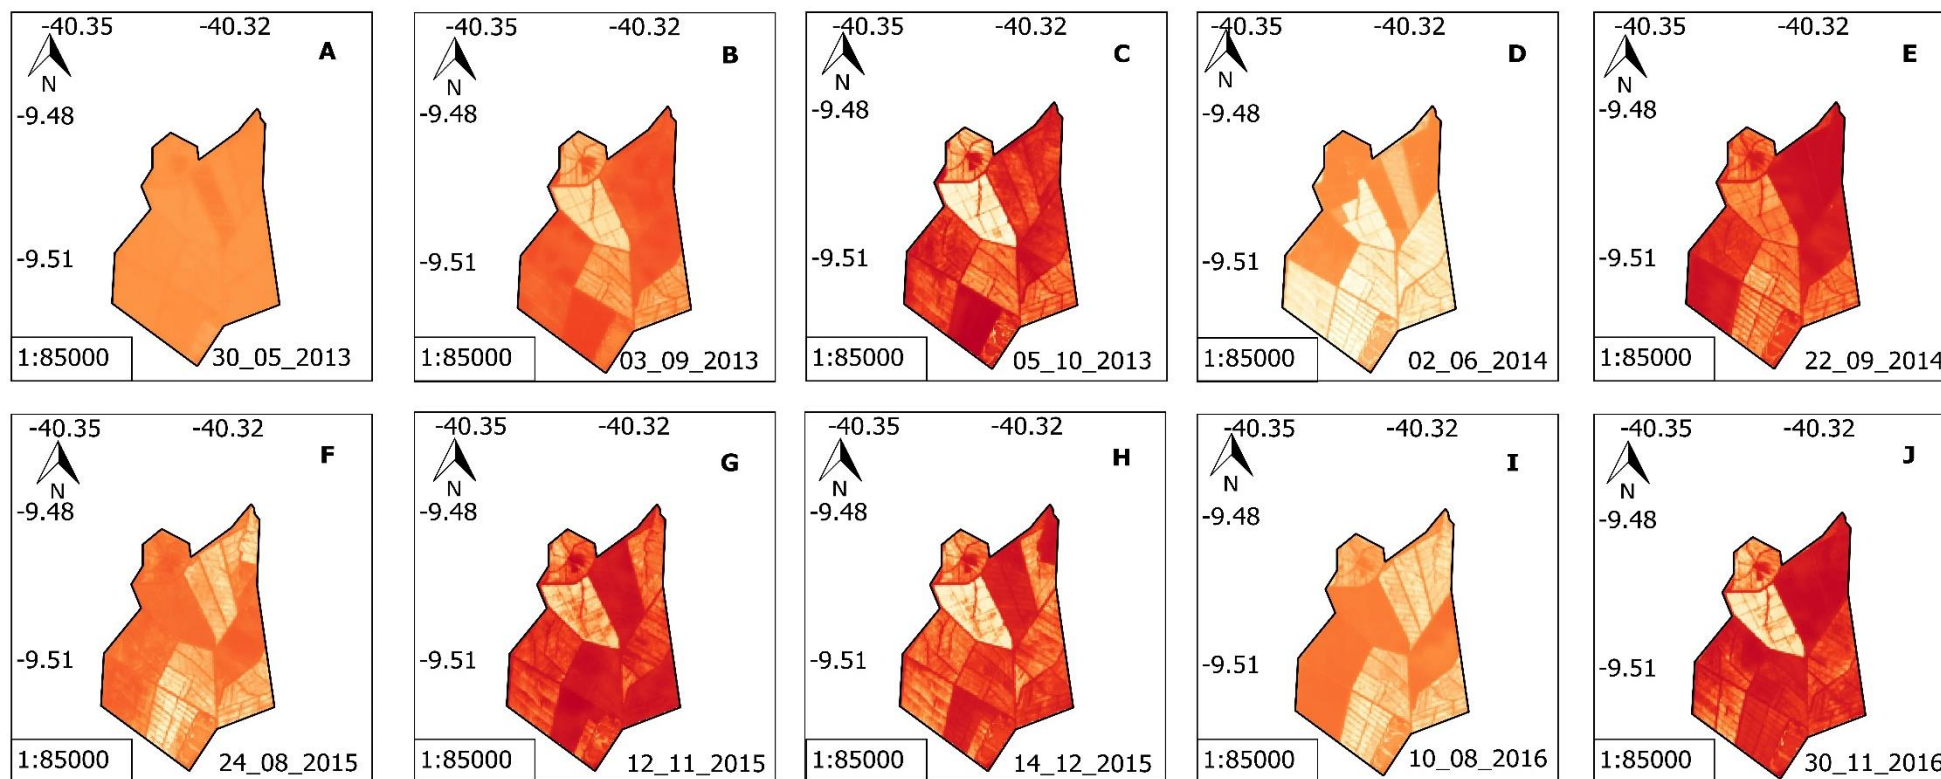 -40.35 -40.32
A
N
-9.48
-9.51
1:85000
30_05_2013
-40.35 -40.32
B
N
-9.48
-9.51
1:85000
03_09_2013
-40.35 -40.32
C
N
-9.48
-9.51
1:85000
05_10_2013
-40.35 -40.32
D
N
-9.48
-9.51
1:85000
02_06_2014
-40.35 -40.32
E
N
-9.48
-9.51
1:85000
22_09_2014
-40.35 -40.32
F
N
-9.48
-9.51
1:85000
24_08_2015
-40.35 -40.32
G
N
-9.48
-9.51
1:85000
12_11_2015
-40.35 -40.32
H
N
-9.48
-9.51
1:85000
14_12_2015
-40.35 -40.32
I
N
-9.48
-9.51
1:85000
10_08_2016
-40.35 -40.32
J
N
-9.48
-9.51
1:85000
30_11_2016